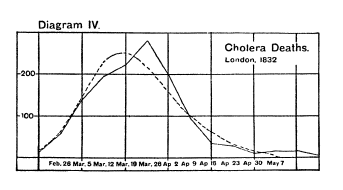 Diagram IV.
Cholera Deaths.
London, 1832
200
100
Feb. 26 Mar. 5 Mar. 12 Mar. 19 Mar. 26 Ap 2 Ap 9 Ap 16 Ap 23 Ap 30 May 7